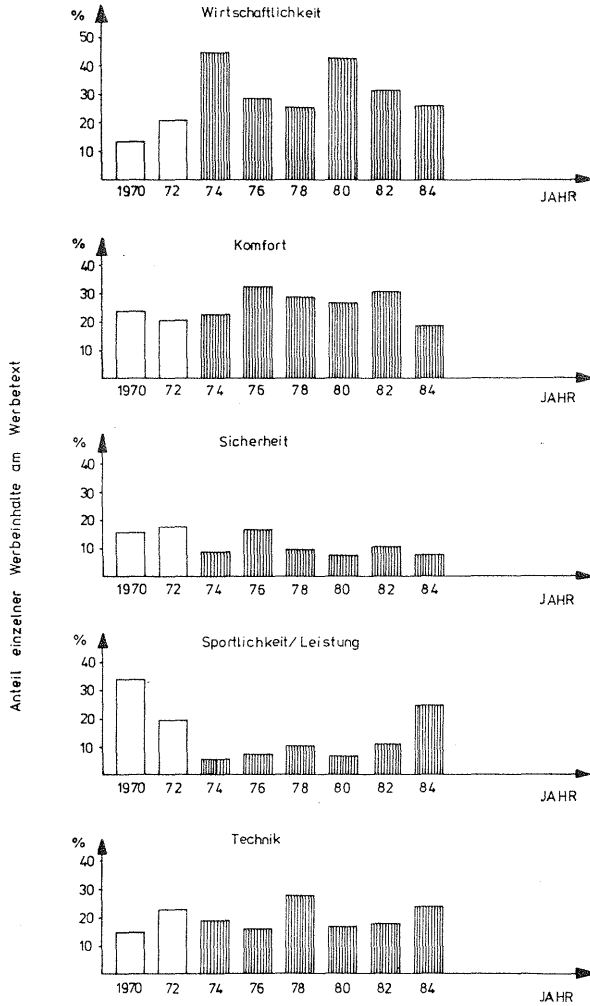 Anteil einzelner Werbeinhalte am Werbetext
% Wirtschaftlichkeit
50
40
30
20
10
1970 72 74 76 78 80 82 84 JAHR
% Komfort
40
30
20
10
1970 72 74 76 78 80 82 84 JAHR
% Sicherheit
40
30
20
10
1970 72 74 76 78 80 82 84 JAHR
Sportlichkeit/Leistung
%
40
30
20
10
1970 72 74 76 78 80 82 84 JAHR
% Technik
40
30
20
10
1970 72 74 76 78 80 82 84 JAHR